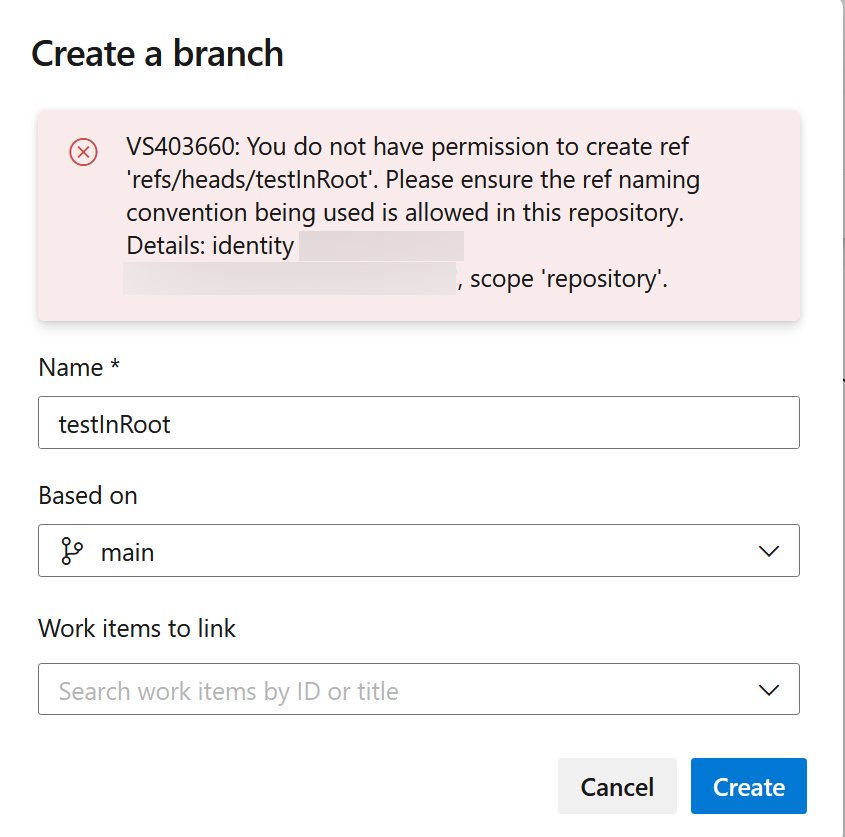 Create a branch
VS403660: You do not have permission to create ref
'refs/heads/testInRoot'. Please ensure the ref naming
convention being used is allowed in this repository.
Details: identity
, scope 'repository'.
Name *
testInRoot
Based on
main
Work items to link
Search work items by ID or title
Cancel
Create